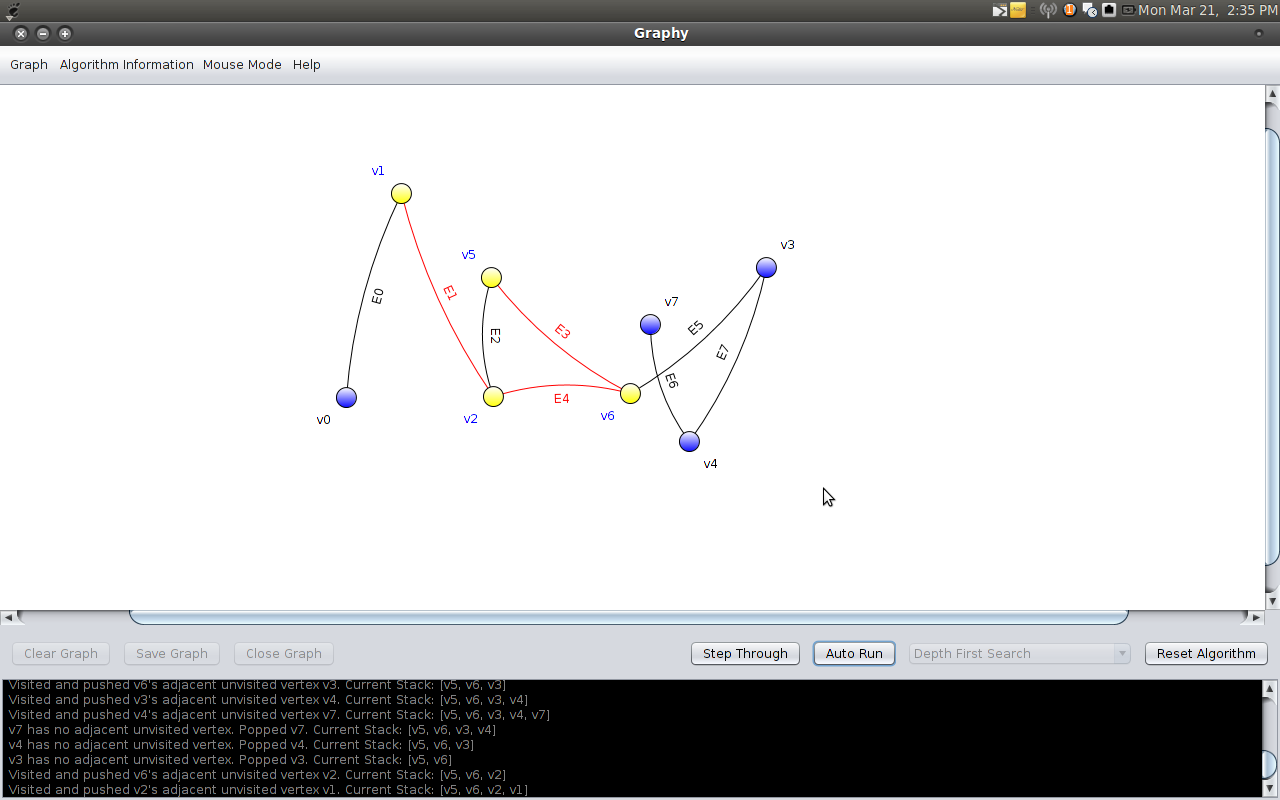 Mon Mar 21, 2:35 PM
Graphy
Graph Algorithm Information Mouse Mode Help
v1
v5
v3
E1
v7
E0
E3
E5
E2
E7
E6
E4
v0
v2
v6
v4
Clear Graph Save Graph Close Graph Step Through Auto Run Depth First Search Reset Algorithm
Visited and pushed v6's adjacent unvisited vertex v3. Current Stack: [v5, v6, v3]
Visited and pushed v3's adjacent unvisited vertex v4. Current Stack: [v5, v6, v3, v4]
Visited and pushed v4's adjacent unvisited vertex v7. Current Stack: [v5, v6, v3, v4, v7]
v7 has no adjacent unvisited vertex. Popped v7. Current Stack: [v5, v6, v3, v4]
v4 has no adjacent unvisited vertex. Popped v4. Current Stack: [v5, v6, v3]
v3 has no adjacent unvisited vertex. Popped v3. Current Stack: [v5, v6]
Visited and pushed v6's adjacent unvisited vertex v2. Current Stack: [v5, v6, v2]
Visited and pushed v2's adjacent unvisited vertex v1. Current Stack: [v5, v6, v2, v1]